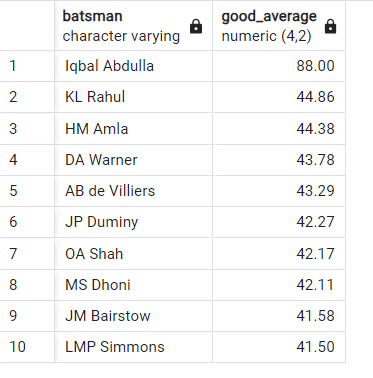 batsman good_average
character varying numeric (4,2)
1 Iqbal Abdulla 88.00
2 KL Rahul 44.86
3 HM Amla 44.38
4 DA Warner 43.78
5 AB de Villiers 43.29
6 JP Duminy 42.27
7 OA Shah 42.17
8 MS Dhoni 42.11
9 JM Bairstow 41.58
10 LMP Simmons 41.50